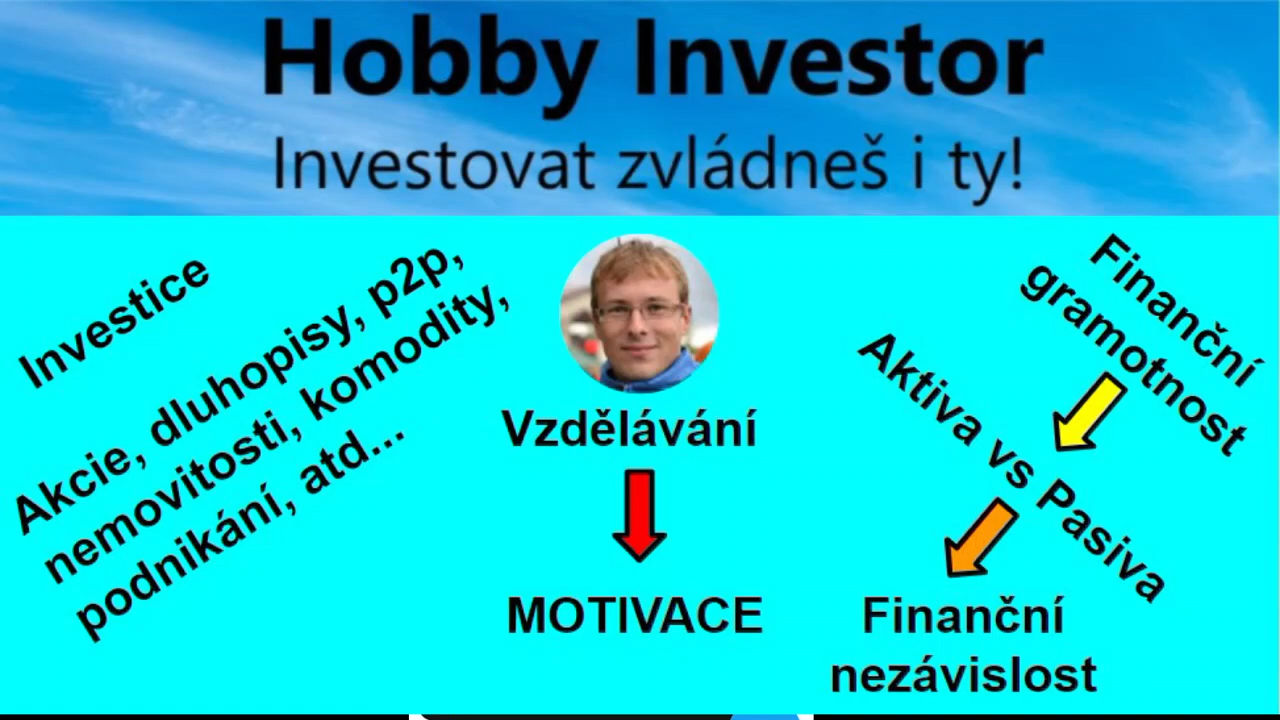 Hobby Investor
Investovat zvládneš i ty!
Investice
Akcie, dluhopisy, p2p,
nemovitosti, komodity,
podnikání, atd...
Vzdělávání
MOTIVACE
Finanční
gramotnost
Aktiva vs Pasiva
Finanční
nezávislost